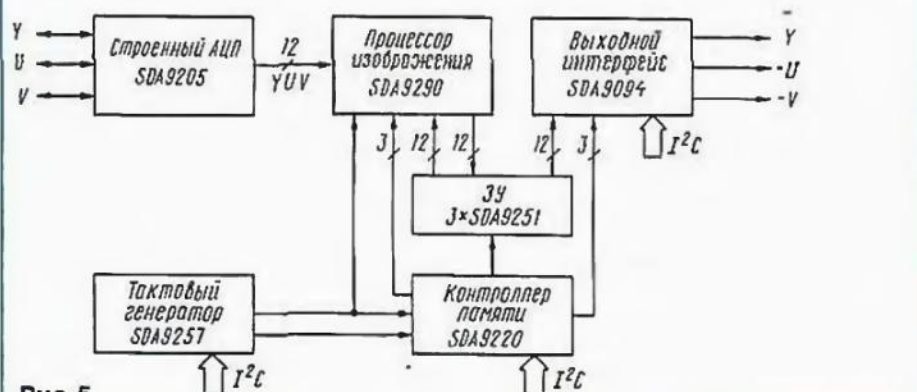 Y
U
V
Строенный АЦП
SDA9205
12
YUV
Процессор
изображения
SDA9290
Выходной
интерфейс
SDA9094
Y
-U
-V
I²C
3
12
12
12
3
ЗУ
3×SDA9251
Тактовый
генератор
SDA9257
I²C
Контроллер
памяти
SDA9220
I²C